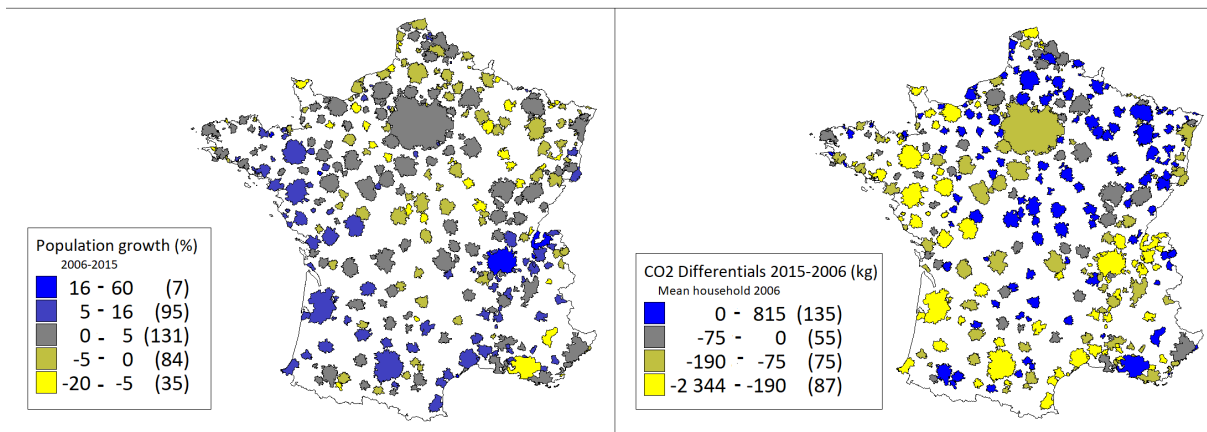 Population growth (%)
2006-2015
16 - 60 (7)
5 - 16 (95)
0 - 5 (131)
-5 - 0 (84)
-20 - -5 (35)
CO2 Differentials 2015-2006 (kg)
Mean household 2006
0 - 815 (135)
-75 - 0 (55)
-190 - -75 (75)
-2 344 - -190 (87)